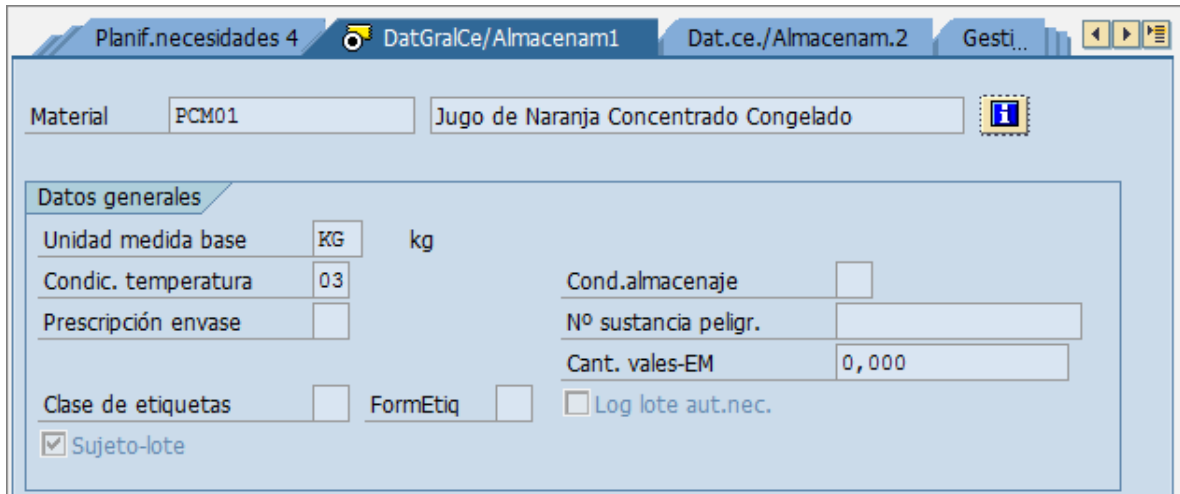 Planif.necesidades 4 DatGralCe/Almacenam1 Dat.ce./Almacenam.2 Gesti..
Material PCM01 Jugo de Naranja Concentrado Congelado
Datos generales
Unidad medida base KG kg
Condic. temperatura 03 Cond.almacenaje
Prescripción envase Nº sustancia peligr.
Cant. vales-EM 0,000
Clase de etiquetas FormEtiq Log lote aut.nec.
Sujeto-lote